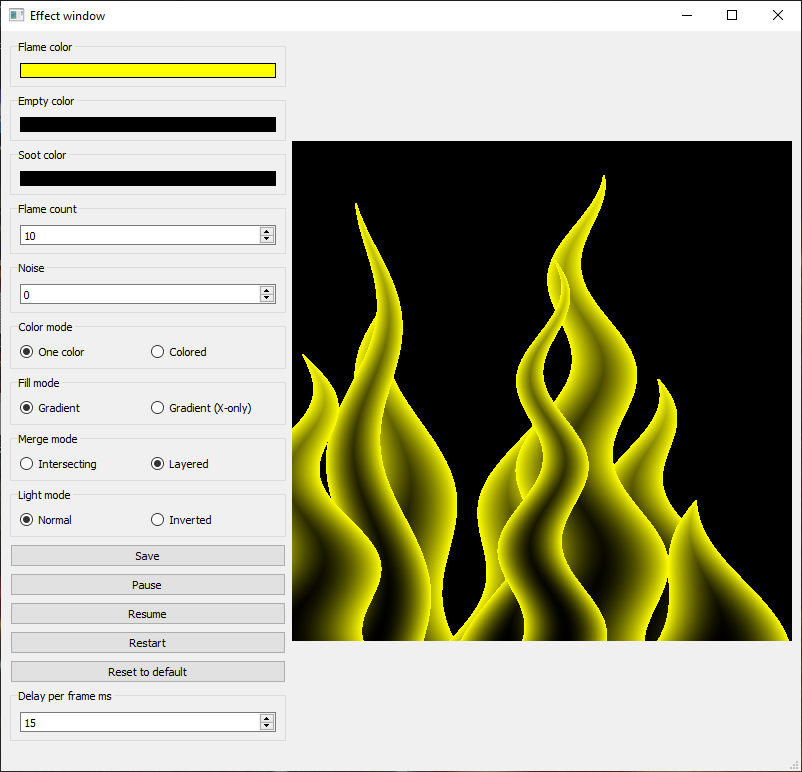 Effect window
Flame color
Empty color
Soot color
Flame count
10
Noise
0
Color mode
One color Colored
Fill mode
Gradient Gradient (X-only)
Merge mode
Intersecting Layered
Light mode
Normal Inverted
Save
Pause
Resume
Restart
Reset to default
Delay per frame ms
15